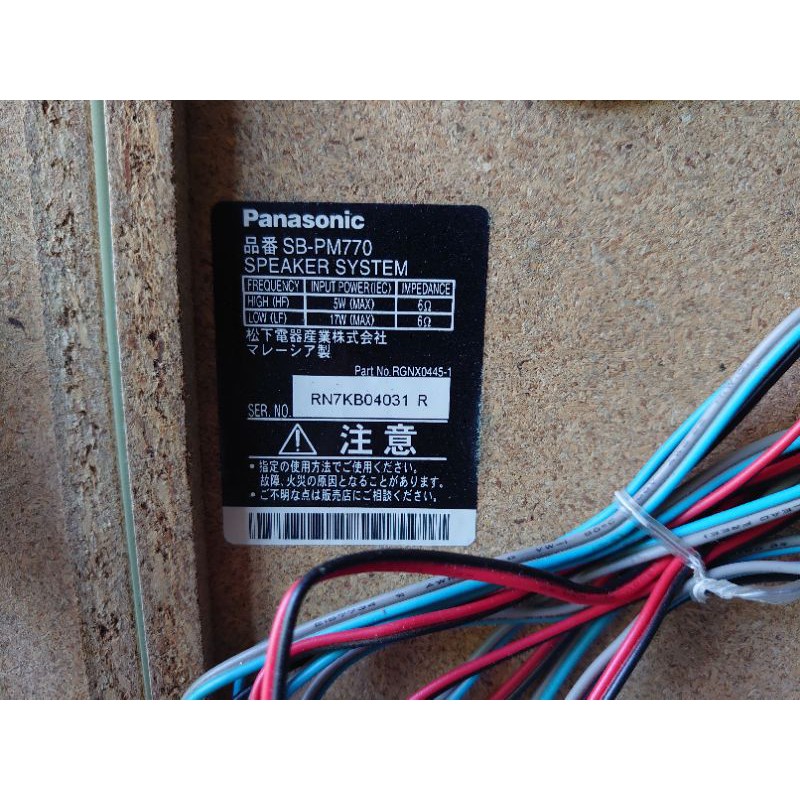 Panasonic
品番 SB-PM770
SPEAKER SYSTEM
FREQUENCY INPUT POWER(IEC) IMPEDANCE
HIGH (HF) 5W (MAX) 6Ω
LOW (LF) 17W (MAX) 6Ω
松下電器産業株式会社
マレーシア製
Part No.RGNX0445-1
SER. NO. RN7KB04031 R
注意
・指定の使用方法でご使用ください。
故障、火災の原因となることがあります。
・ご不明な点は販売店にご相談ください。